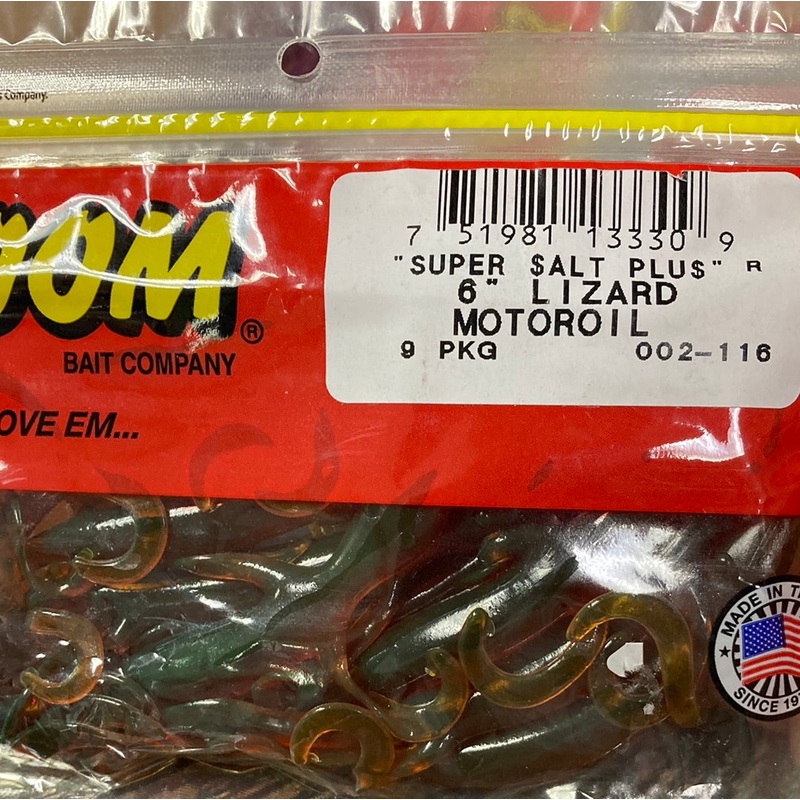 s Company.
OOM®
BAIT COMPANY
OVE EM...
7 51981 13330 9
"SUPER $ALT PLU$" R
6" LIZARD
MOTOROIL
9 PKG 002-116
MADE IN T
SINCE 19